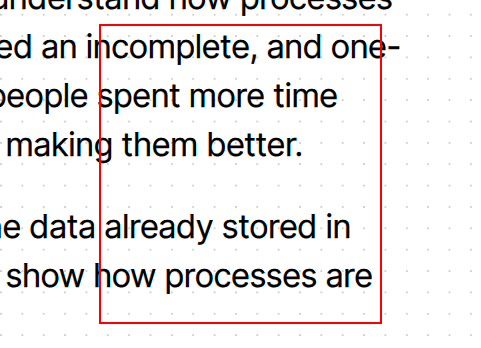 understand how processes
ed an incomplete, and one-
people spent more time
making them better.
e data already stored in
show how processes are